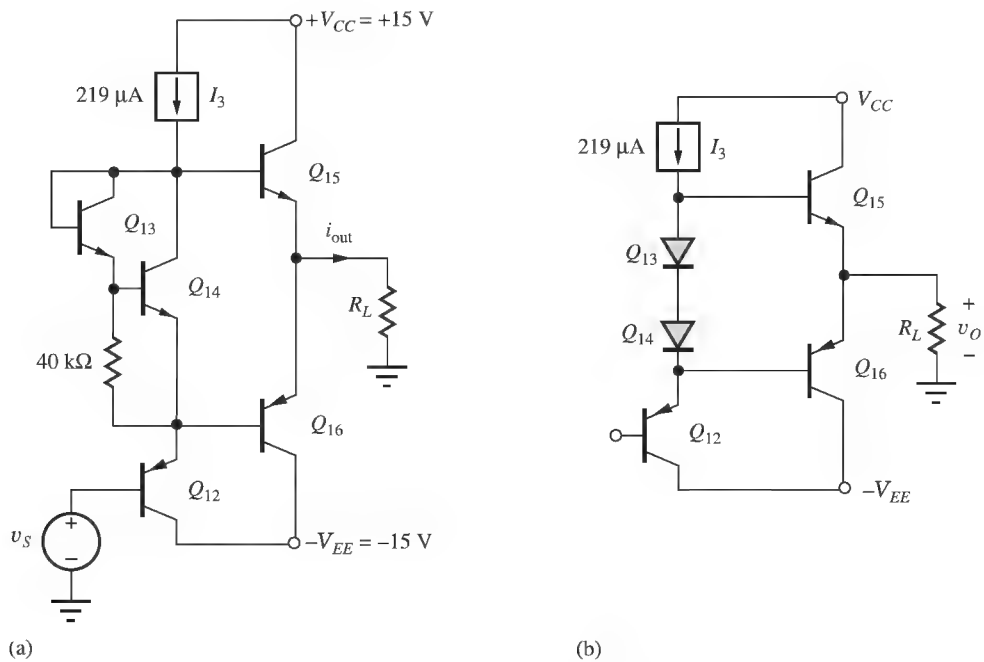 +V_CC = +15 V
219 μA
I_3
Q_13
Q_15
i_out
Q_14
R_L
40 kΩ
Q_16
Q_12
v_S
+
−
−V_EE = −15 V
(a)
V_CC
219 μA
I_3
Q_15
Q_13
Q_14
R_L
+
v_O
−
Q_16
Q_12
−V_EE
(b)